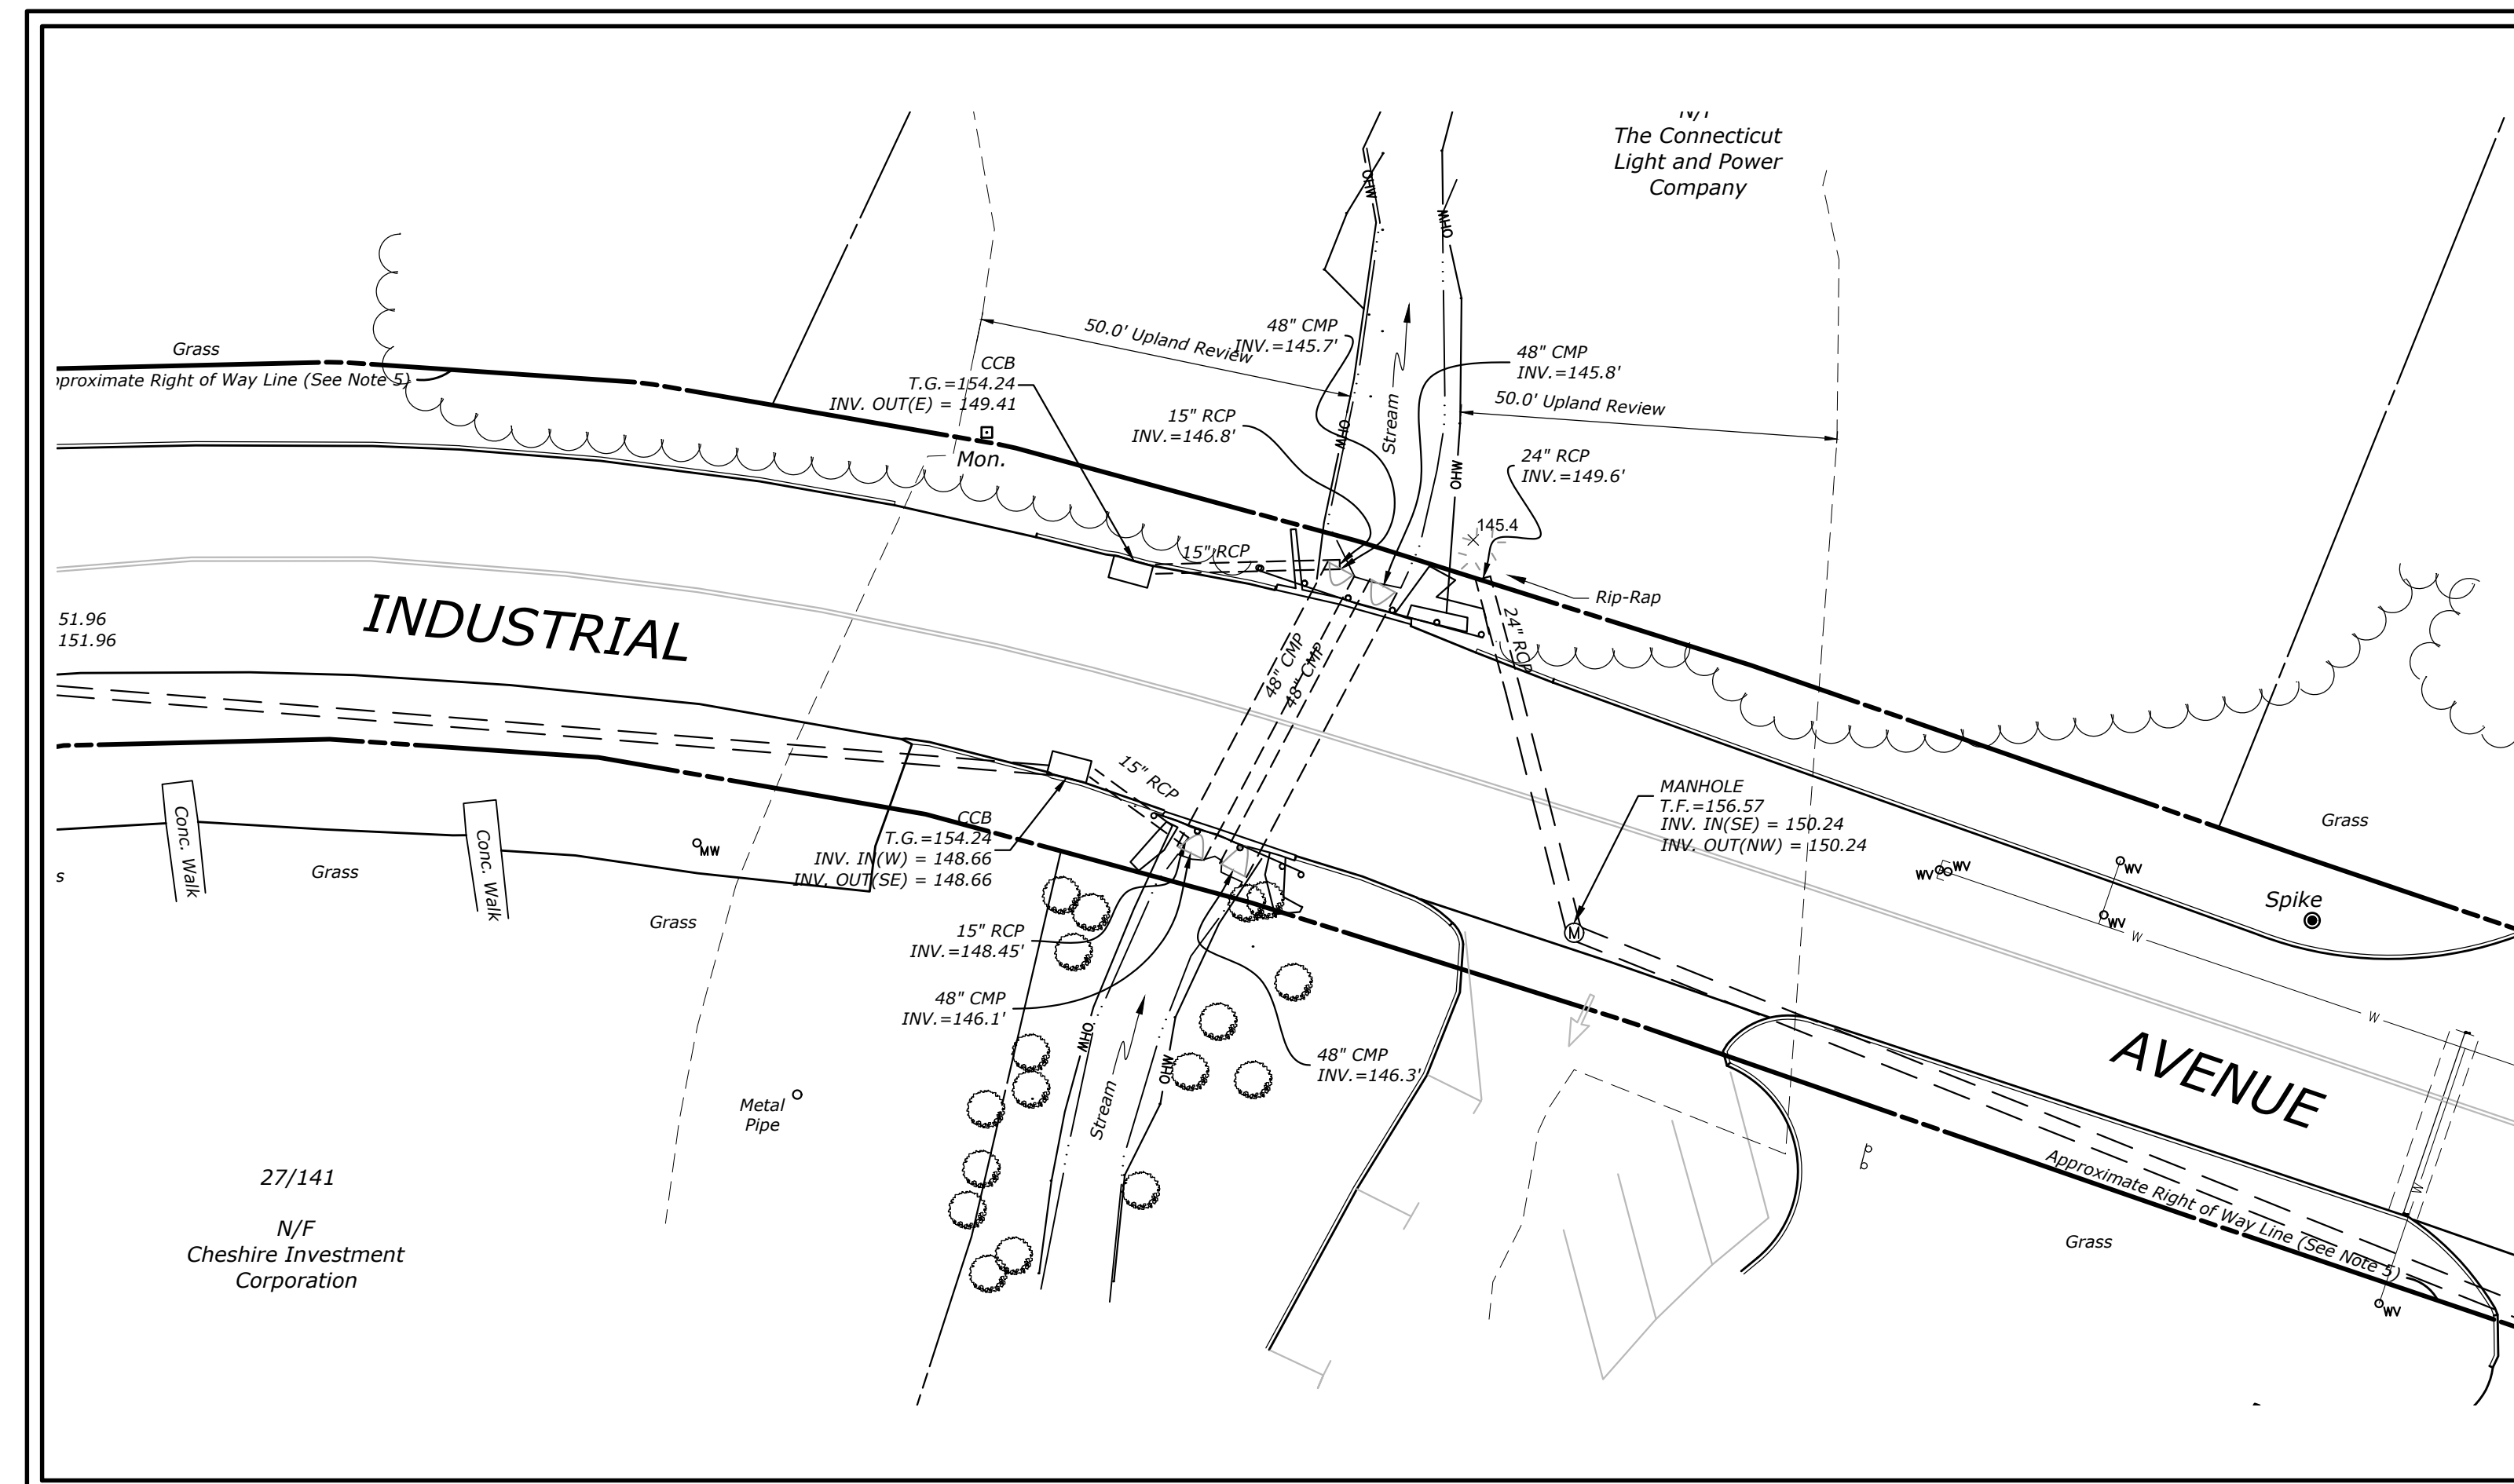 The Connecticut
Light and Power
Company
OHW
OHW
50.0' Upland Review
48" CMP
INV.=145.7'
48" CMP
INV.=145.8'
50.0' Upland Review
Stream
OHW
OHW
Grass
Right of Way Line (See Note 5)
CCB
T.G.=154.24
INV. OUT(E) = 149.41
15" RCP
INV.=146.8'
24" RCP
INV.=149.6'
Mon.
145.4
15" RCP
Rip-Rap
24" RCP
51.96
151.96
INDUSTRIAL
48" CMP
48" CMP
15" RCP
MANHOLE
T.F.=156.57
INV. IN(SE) = 150.24
INV. OUT(NW) = 150.24
Grass
Conc. Walk
Conc. Walk
CCB
T.G.=154.24
INV. IN(W) = 148.66
INV. OUT(SE) = 148.66
MW
s
Grass
Grass
WV
WV
WV
WV
W
Spike
M
15" RCP
INV.=148.45'
48" CMP
INV.=146.1'
48" CMP
INV.=146.3'
OHW
OHW
Stream
W
AVENUE
Metal
Pipe
Approximate Right of Way Line (See Note 5)
W
Grass
WV
27/141
N/F
Cheshire Investment
Corporation